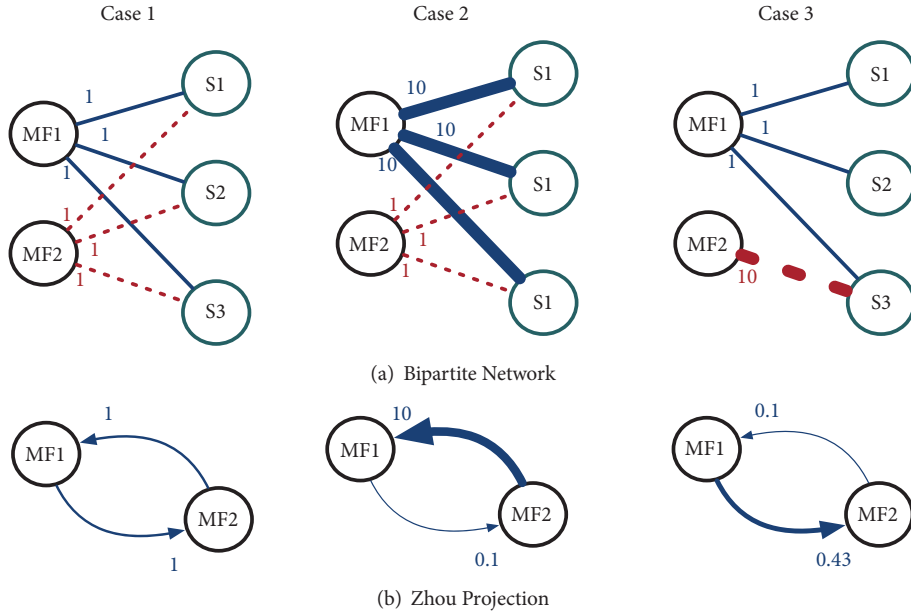 Case 1
Case 2
Case 3
MF1
MF2
S1
S2
S3
1
1
1
1
1
1
MF1
MF2
S1
S1
S1
10
10
10
1
1
1
MF1
MF2
S1
S2
S3
1
1
1
10
(a) Bipartite Network
MF1
MF2
1
1
MF1
MF2
10
0.1
MF1
MF2
0.1
0.43
(b) Zhou Projection